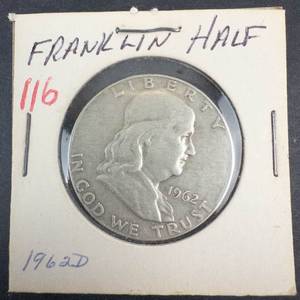 FRANKLIN HALF
116
LIBERTY
1962
IN GOD WE TRUST
1962D